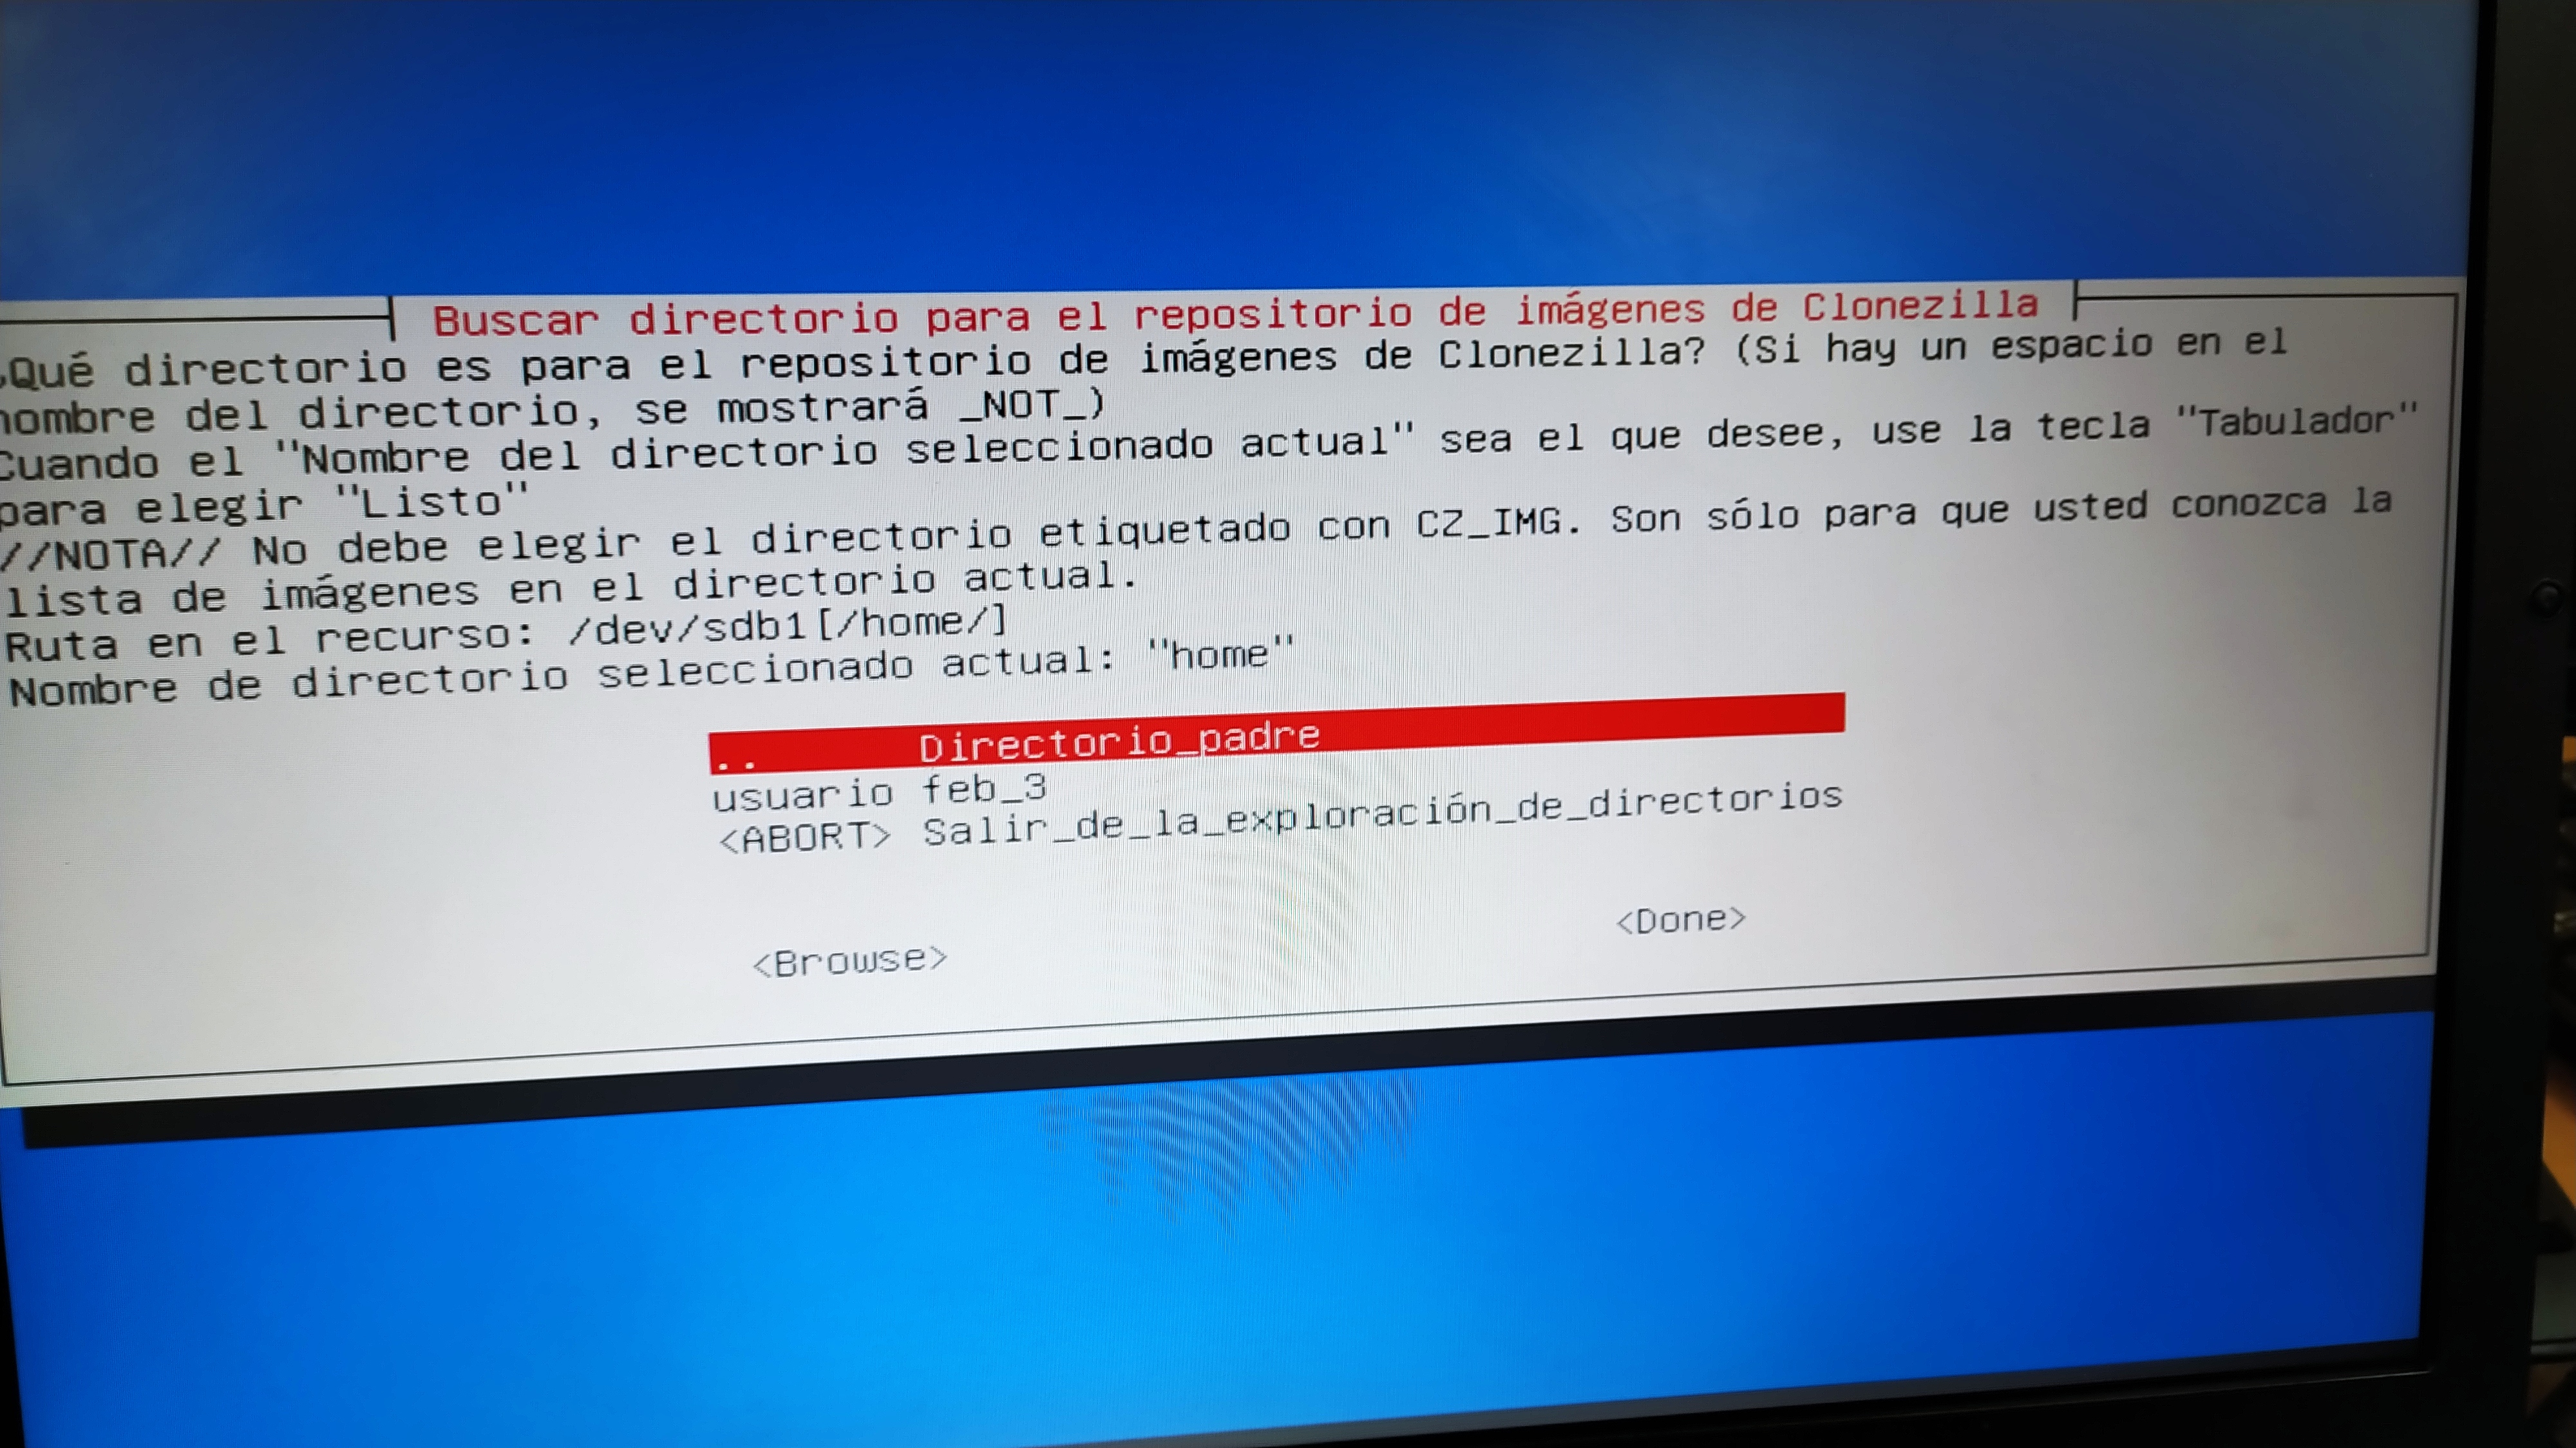 Buscar directorio para el repositorio de imágenes de Clonezilla
¿Qué directorio es para el repositorio de imágenes de Clonezilla? (Si hay un espacio en el
nombre del directorio, se mostrará _NOT_)
Cuando el "Nombre del directorio seleccionado actual" sea el que desee, use la tecla "Tabulador"
para elegir "Listo"
//NOTA// No debe elegir el directorio etiquetado con CZ_IMG. Son sólo para que usted conozca la
lista de imágenes en el directorio actual.
Ruta en el recurso: /dev/sdb1[/home/]
Nombre de directorio seleccionado actual: "home"
.. Directorio_padre
usuario feb_3
<ABORT> Salir_de_la_exploración_de_directorios
<Browse> <Done>